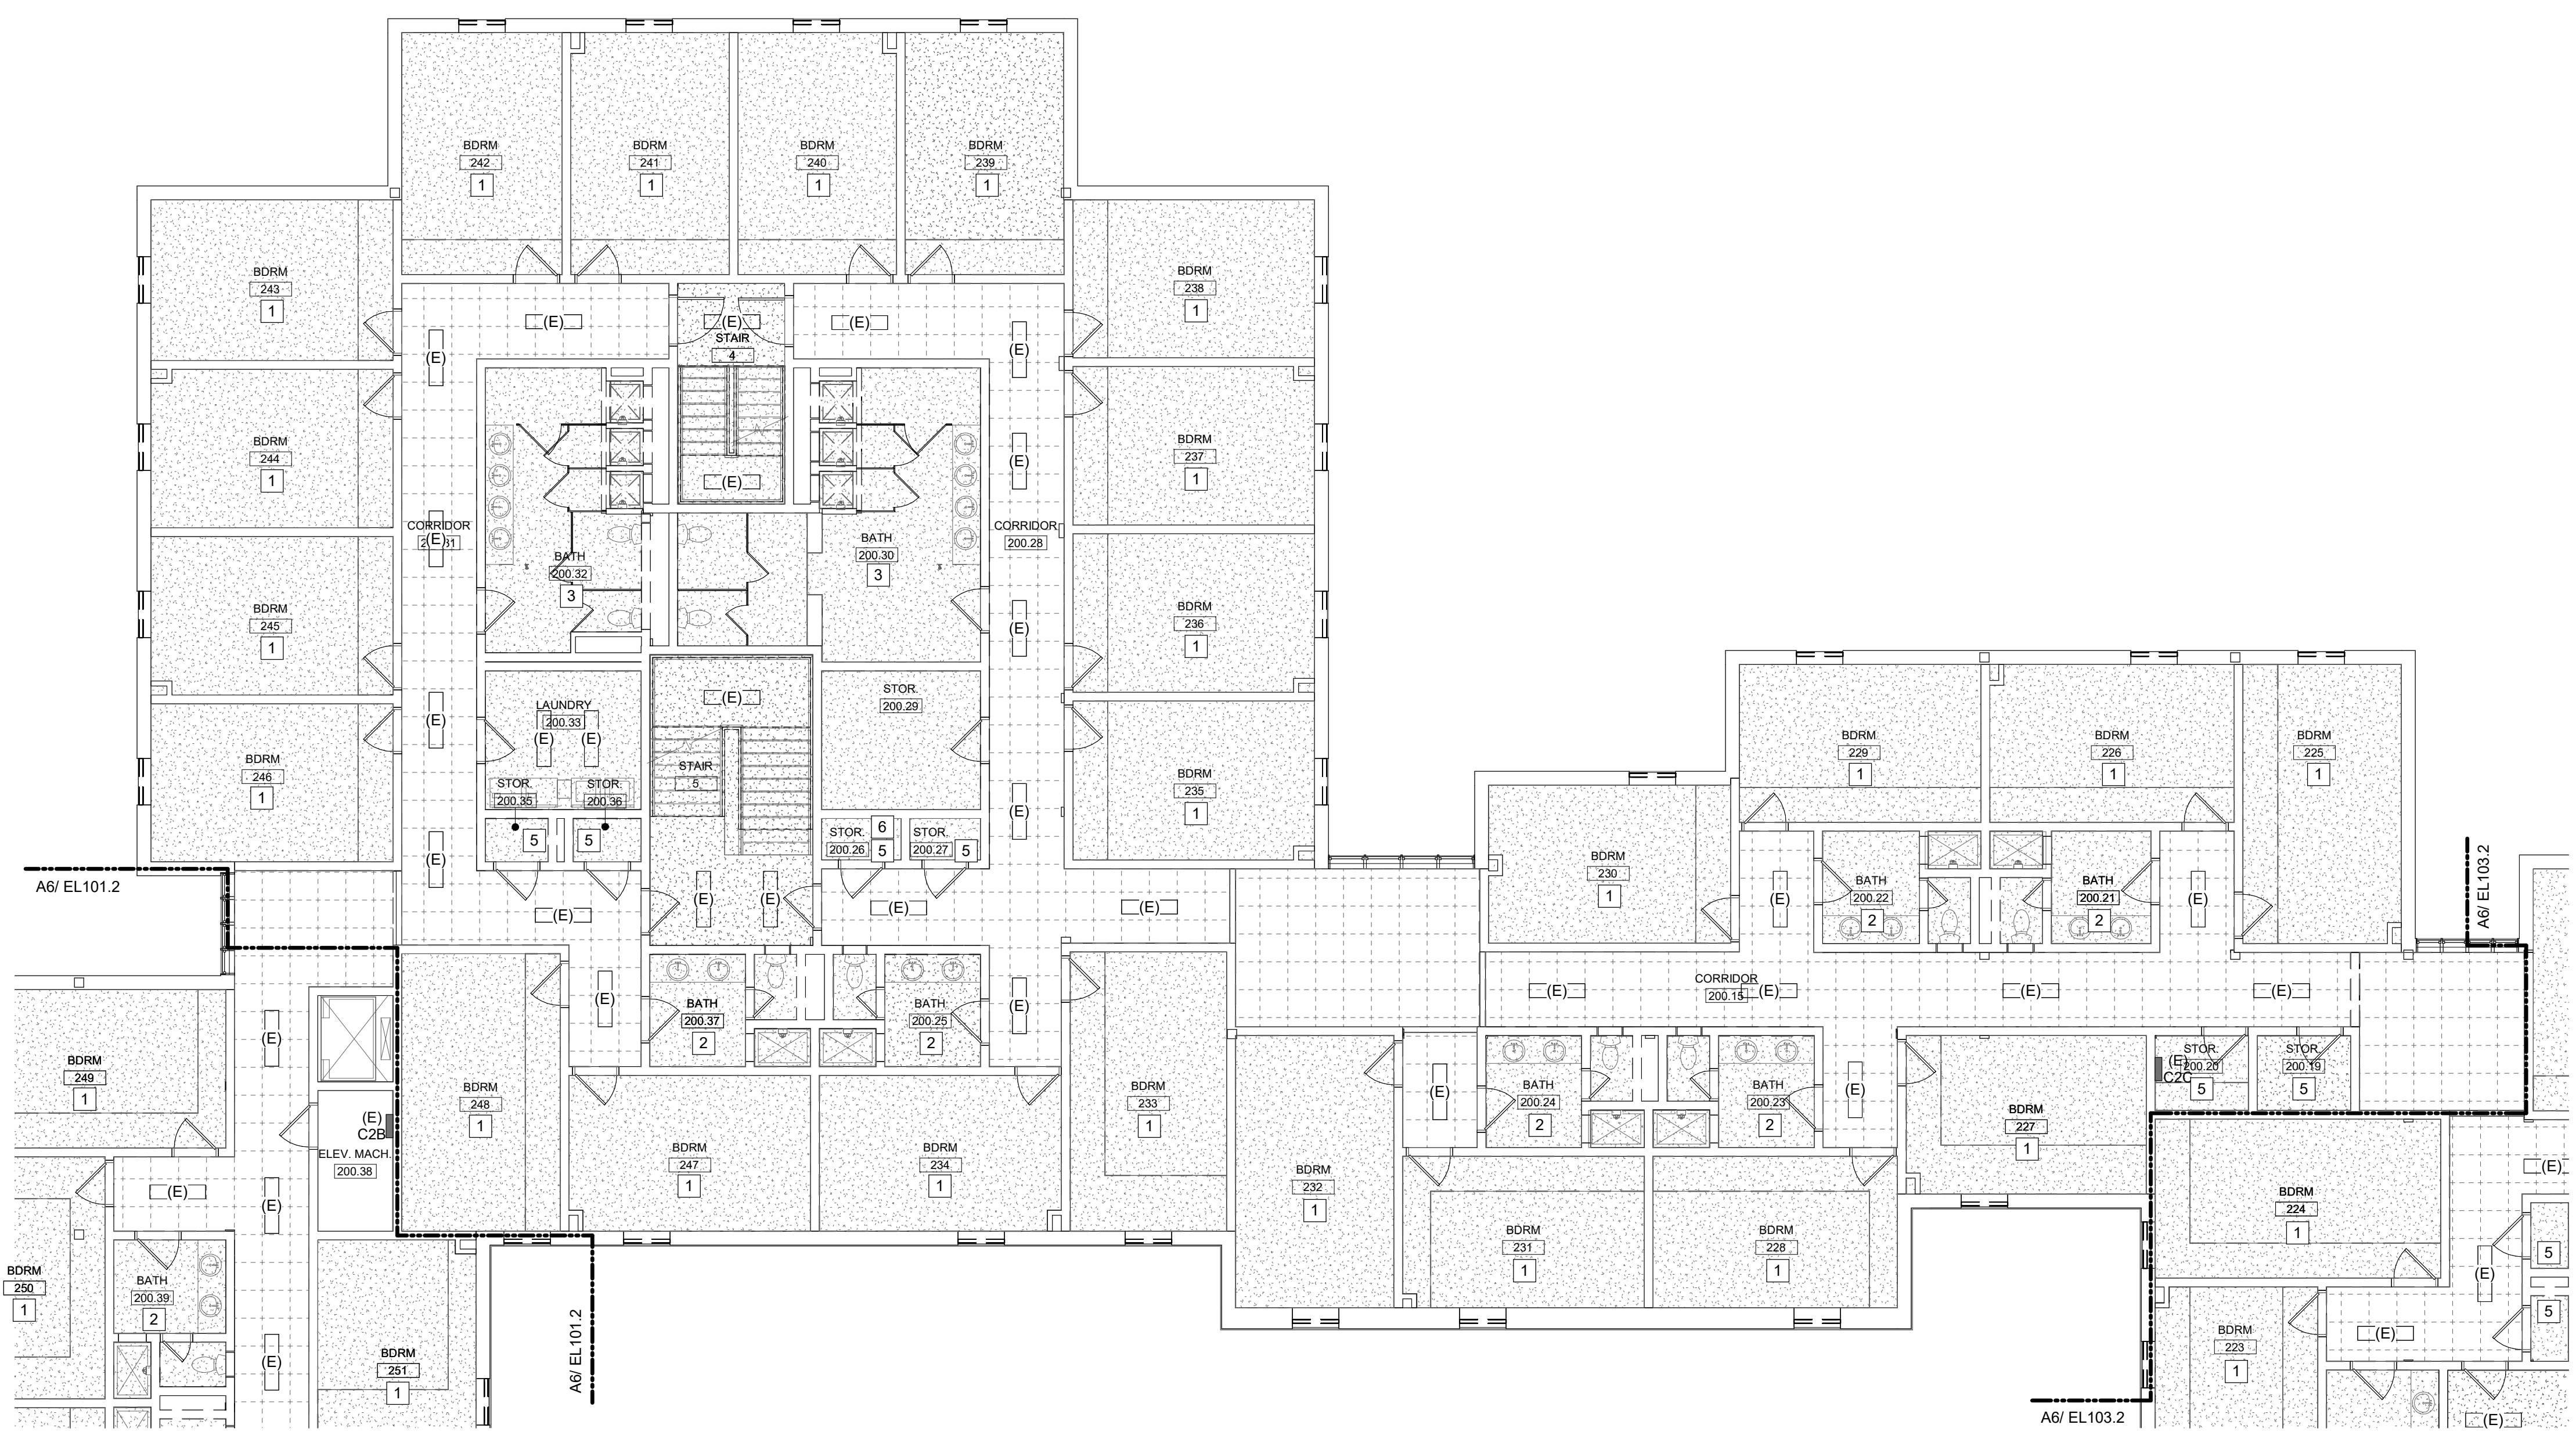 BDRM
242
1
BDRM
241
1
BDRM
240
1
BDRM
239
1
BDRM
243
1
BDRM
238
1
(E)
(E)
(E)
STAIR
4
(E)
(E)
BDRM
244
1
BDRM
237
1
(E)
(E)
CORRIDOR
(E)
CORRIDOR
200.28
BATH
200.32
3
BATH
200.30
3
BDRM
245
1
BDRM
236
1
(E)
(E)
(E)
STOR.
200.29
LAUNDRY
200.33
(E)
(E)
STAIR
5
BDRM
246
1
BDRM
235
1
STOR.
200.35
STOR.
200.36
(E)
5
5
(E)
STOR.
200.26
6
5
STOR.
200.27
5
BDRM
229
1
BDRM
226
1
BDRM
225
1
BDRM
230
1
A6/ EL101.2
(E)
(E)
(E)
(E)
(E)
(E)
BATH
200.22
2
BATH
200.21
2
(E)
A6/ EL103.2
(E)
(E)
BATH
200.37
2
BATH
200.25
2
(E)
CORRIDOR
200.15
(E)
(E)
(E)
(E)
BDRM
249
1
(E)
(E)
C2B
ELEV. MACH.
200.38
BDRM
248
1
BDRM
233
1
(E)
BATH
200.24
2
BATH
200.23
2
(E)
STOR.
200.20
(E)
C2C
5
STOR.
200.19
5
BDRM
227
1
BDRM
247
1
BDRM
234
1
BDRM
232
1
(E)
(E)
(E)
BDRM
224
1
BDRM
231
1
BDRM
228
1
5
(E)
BDRM
250
1
BATH
200.39
2
5
(E)
BDRM
251
1
A6/ EL101.2
BDRM
223
1
(E)
A6/ EL103.2
(E)